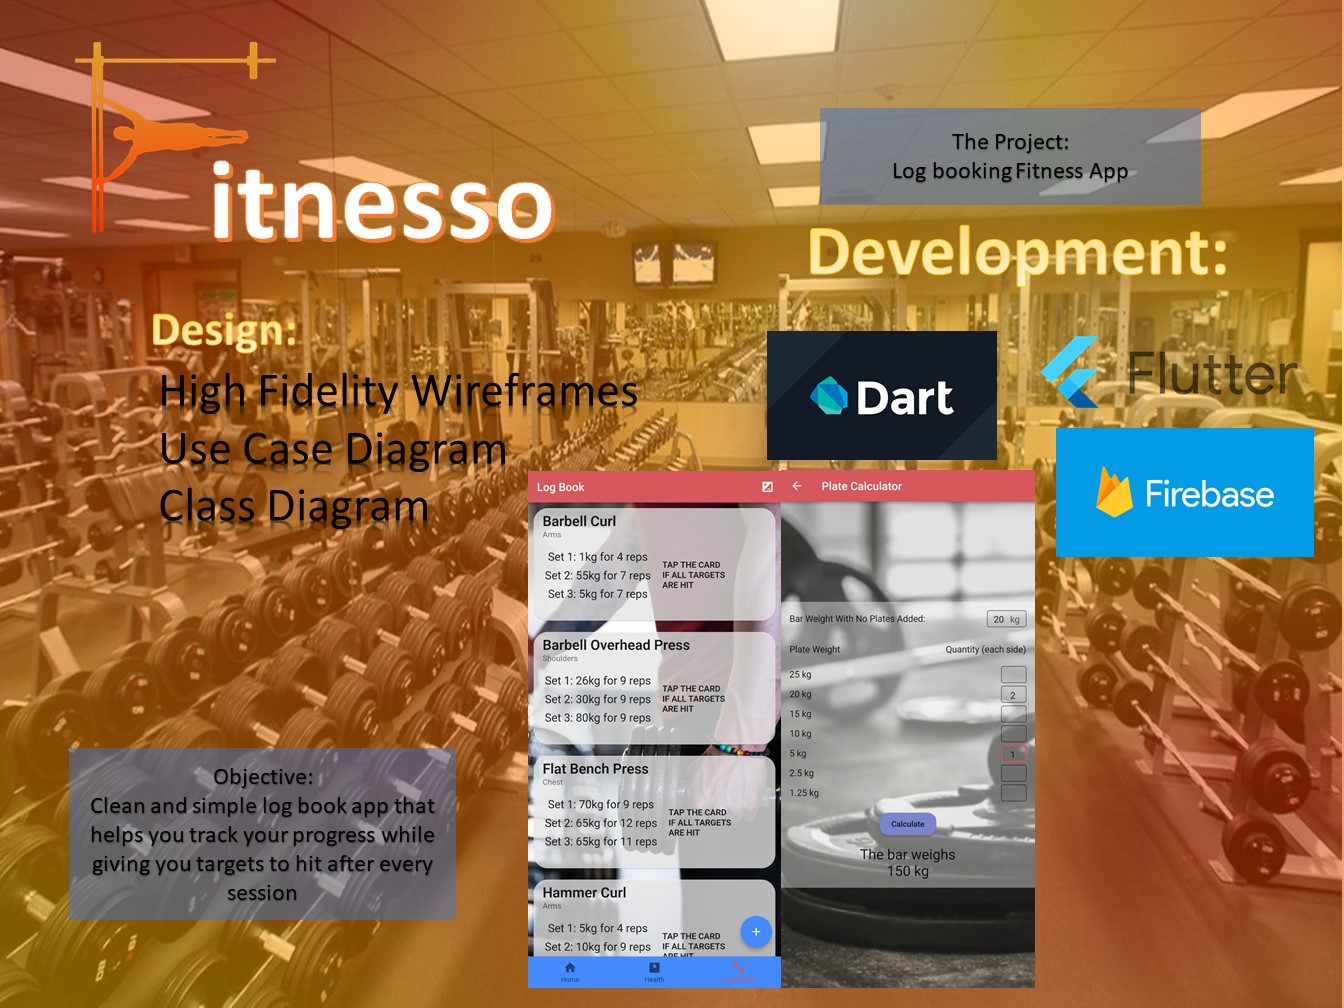 itnesso
The Project:
Log booking Fitness App
Development:
Design:
High Fidelity Wireframes
Use Case Diagram
Class Diagram
Dart
Flutter
Firebase
Log Book
Barbell Curl
Arms
Set 1: 1kg for 4 reps
Set 2: 55kg for 7 reps
Set 3: 5kg for 7 reps
TAP THE CARD
IF ALL TARGETS
ARE HIT
Barbell Overhead Press
Shoulders
Set 1: 26kg for 9 reps
Set 2: 30kg for 9 reps
Set 3: 80kg for 9 reps
TAP THE CARD
IF ALL TARGETS
ARE HIT
Flat Bench Press
Chest
Set 1: 70kg for 9 reps
Set 2: 65kg for 12 reps
Set 3: 65kg for 11 reps
TAP THE CARD
IF ALL TARGETS
ARE HIT
Hammer Curl
Arms
Set 1: 5kg for 4 reps
Set 2: 10kg for 9 reps
TAP THE CARD
IF ALL TARGETS
ARE HIT
+
Home
Health
Plate Calculator
Bar Weight With No Plates Added:
20 kg
Plate Weight
Quantity (each side)
25 kg
20 kg
2
15 kg
10 kg
5 kg
1
2.5 kg
1.25 kg
Calculate
The bar weighs
150 kg
Objective:
Clean and simple log book app that
helps you track your progress while
giving you targets to hit after every
session